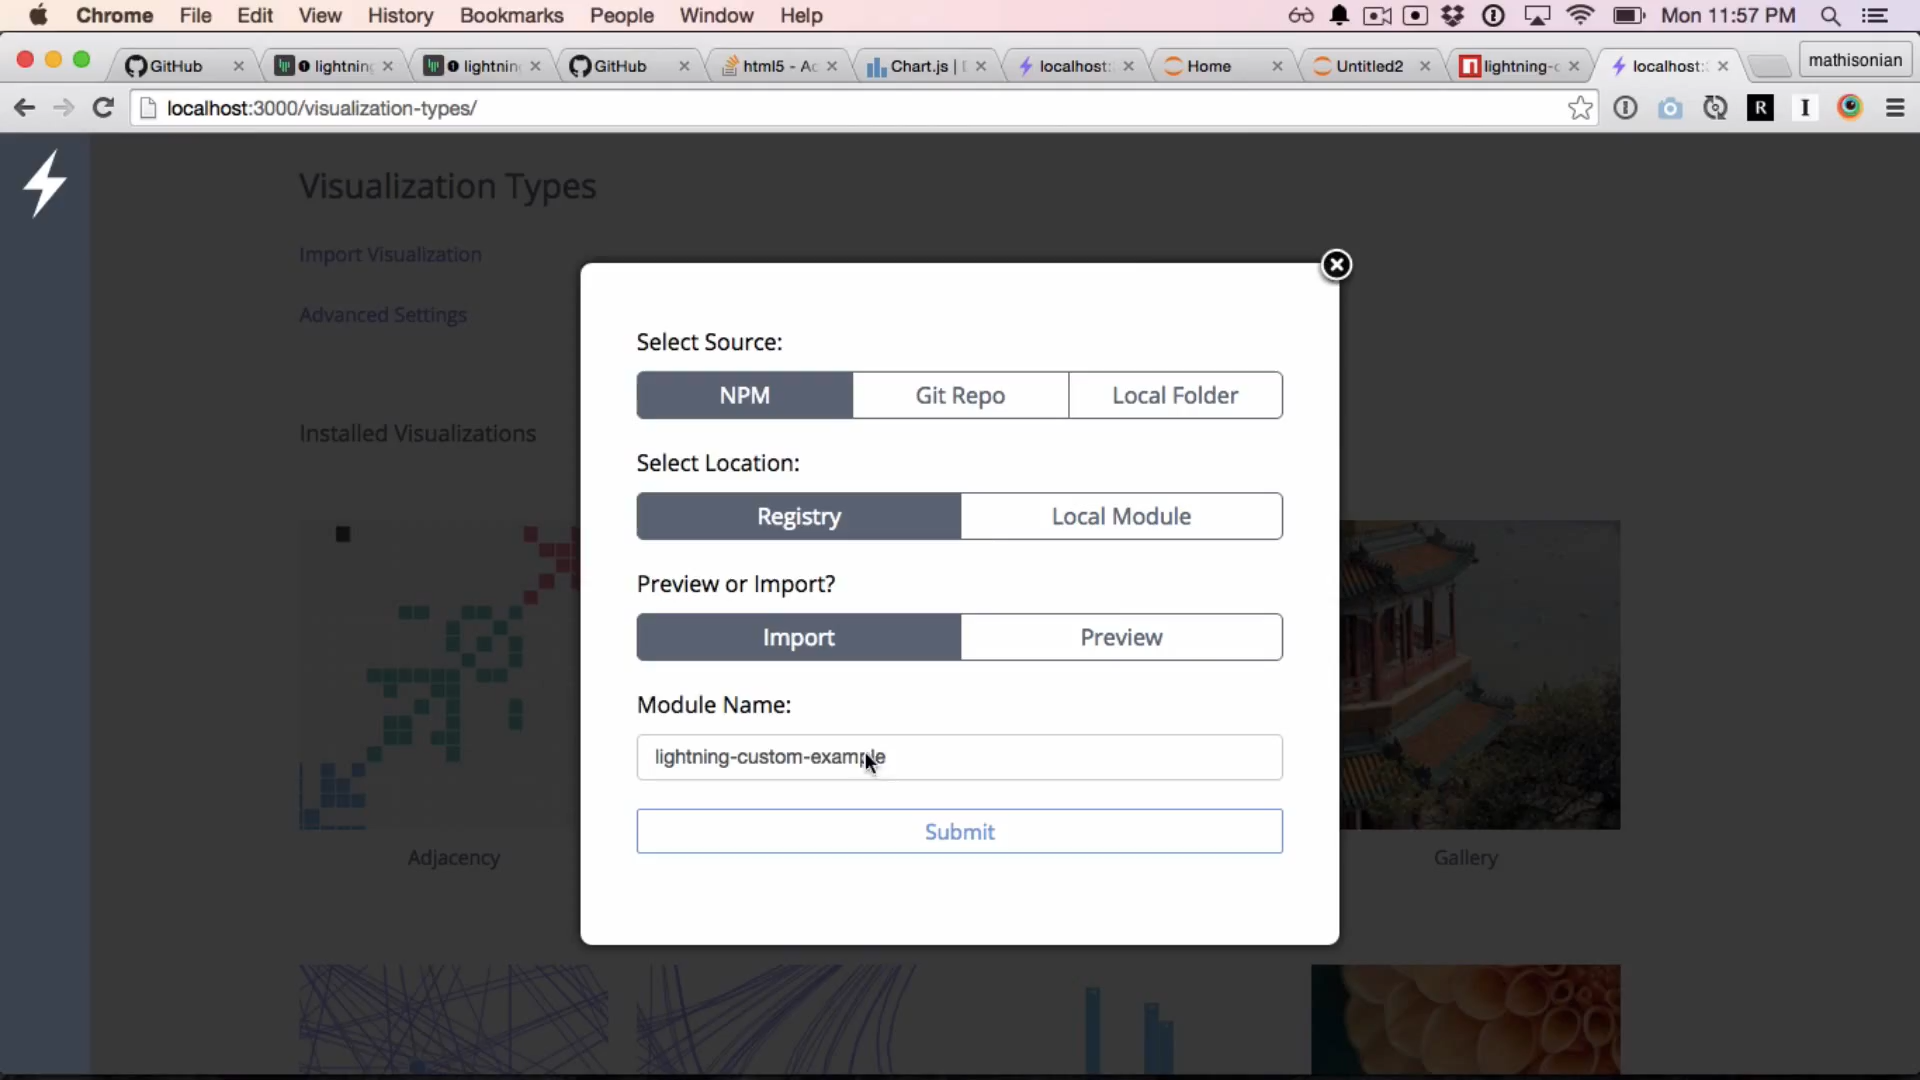 Chrome File Edit View History Bookmarks People Window Help Mon 11:57 PM
GitHub lightnin lightnin GitHub html5 - Ac Chart.js | localhost: Home Untitled2 lightning-c localhost: mathisonian
localhost:3000/visualization-types/
Visualization Types
Import Visualization
Advanced Settings
Installed Visualizations
Select Source:
NPM Git Repo Local Folder
Select Location:
Registry Local Module
Preview or Import?
Import Preview
Module Name:
lightning-custom-example
Submit
Adjacency Gallery